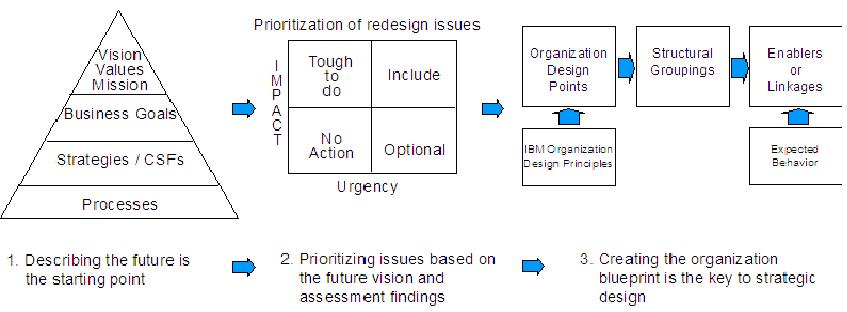 Vision
Values
Mission
Business Goals
Strategies / CSFs
Processes
Prioritization of redesign issues
IMPACT
Tough
to
do
Include
No
Action
Optional
Urgency
Organization
Design
Points
Structural
Groupings
Enablers
or
Linkages
IBM Organization
Design Principles
Expected
Behavior
1. Describing the future is
the starting point
2. Prioritizing issues based on
the future vision and
assessment findings
3. Creating the organization
blueprint is the key to strategic
design